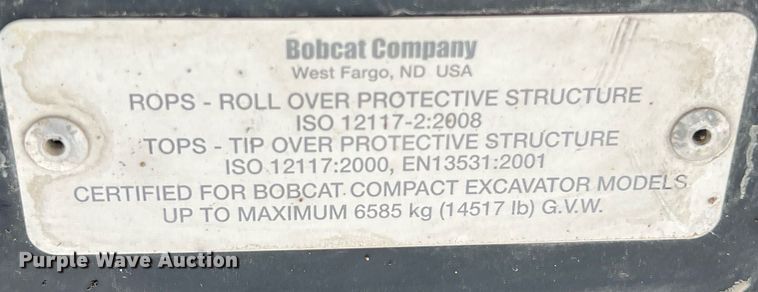 Bobcat Company
West Fargo, ND USA
ROPS - ROLL OVER PROTECTIVE STRUCTURE
ISO 12117-2:2008
TOPS - TIP OVER PROTECTIVE STRUCTURE
ISO 12117:2000, EN13531:2001
CERTIFIED FOR BOBCAT COMPACT EXCAVATOR MODELS
UP TO MAXIMUM 6585 kg (14517 lb) G.V.W.
Purple Wave Auction